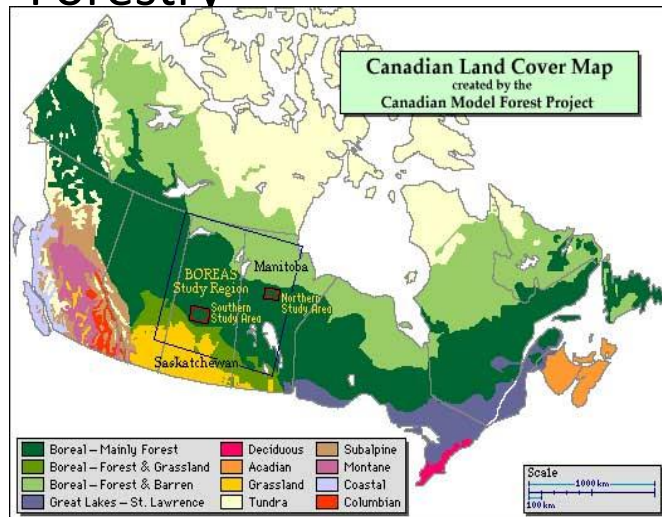 Forestry
Canadian Land Cover Map
created by the
Canadian Model Forest Project
Manitoba
BOREAS
Study Region
Northern
Study Area
Southern
Study Area
Saskatchewan
Boreal – Mainly Forest
Boreal – Forest & Grassland
Boreal – Forest & Barren
Great Lakes – St. Lawrence
Deciduous
Acadian
Grassland
Tundra
Subalpine
Montane
Coastal
Columbian
Scale
1000 km
100 km